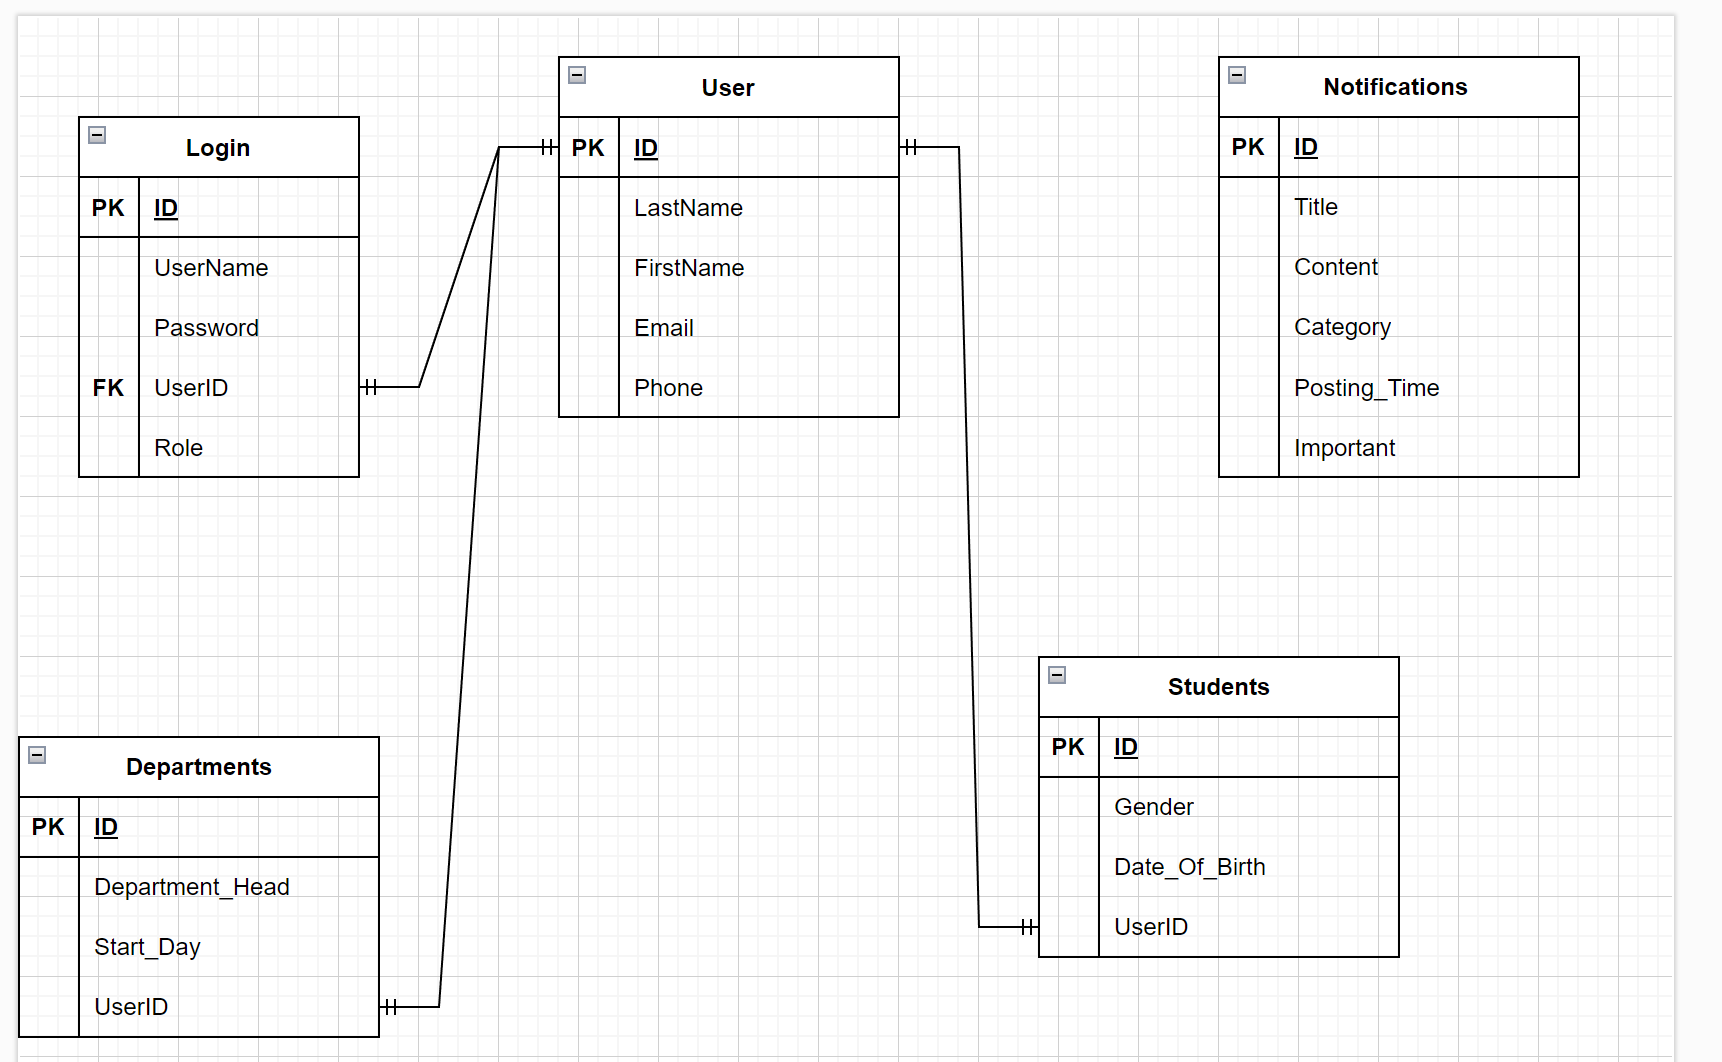 Login
PK ID
UserName
Password
FK UserID
Role
User
PK ID
LastName
FirstName
Email
Phone
Notifications
PK ID
Title
Content
Category
Posting_Time
Important
Departments
PK ID
Department_Head
Start_Day
UserID
Students
PK ID
Gender
Date_Of_Birth
UserID